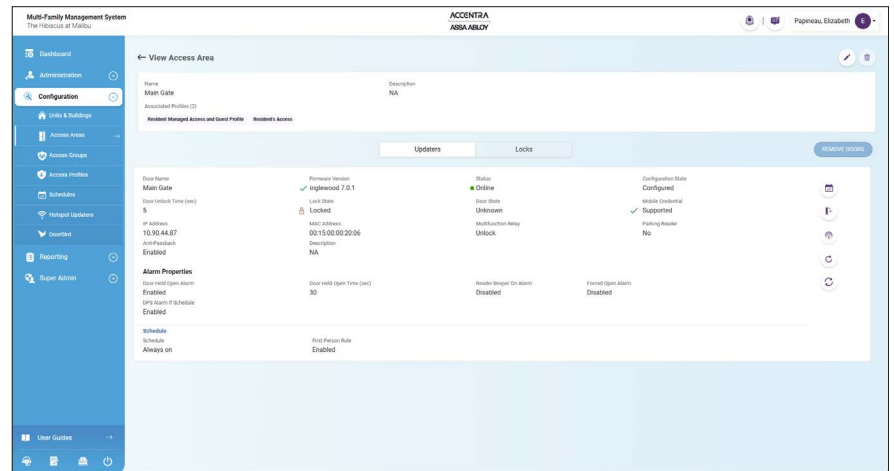 Multi-Family Management System
The Hibiscus at Malibu
ACCENTRA
ASSA ABLOY
Papineau, Elizabeth E
Dashboard
Administration
Configuration
Units & Buildings
Access Areas
Access Groups
Access Profiles
Schedules
Hotspot Updaters
DoorBird
Reporting
Super Admin
User Guides
← View Access Area
Name Description
Main Gate NA
Associated Profiles (2)
Resident Managed Access and Guest Profile Resident's Access
Updaters Locks REMOVE DOORS
Door Name Firmware Version Status Configuration State
Main Gate ✓ inglewood 7.0.1 Online Configured
Door Unlock Time (sec) Lock State Door State Mobile Credential
5 Locked Unknown ✓ Supported
IP Address MAC Address Multifunction Relay Parking Reader
10.90.44.87 00:15:00:00:20:06 Unlock No
Anti-Passback Description
Enabled NA
Alarm Properties
Door Held Open Alarm Door Held Open Time (sec) Reader Beeper On Alarm Forced Open Alarm
Enabled 30 Disabled Disabled
DPS Alarm If Schedule
Enabled
Schedule
Schedule First Person Rule
Always on Enabled